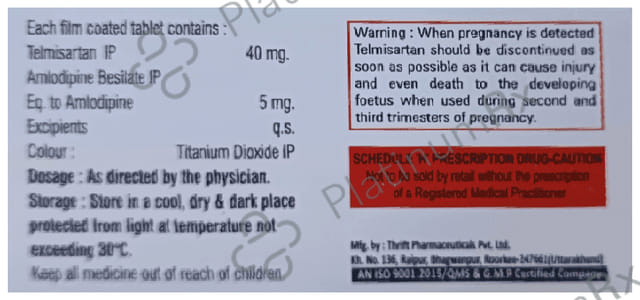 Each film coated tablet contains :
Telmisartan IP 40 mg.
Amlodipine Besilate IP
Eq. to Amlodipine 5 mg.
Excipients q.s.
Colour : Titanium Dioxide IP
Dosage : As directed by the physician.
Storage : Store in a cool, dry & dark place
protected from light at temperature not
exceeding 30°C.
Keep all medicine out of reach of children.
Warning : When pregnancy is detected
Telmisartan should be discontinued as
soon as possible as it can cause injury
and even death to the developing
foetus when used during second and
third trimesters of pregnancy.
SCHEDULE H PRESCRIPTION DRUG-CAUTION
Not to be sold by retail without the prescription
of a Registered Medical Practitioner
Mfg. by : Thrift Pharmaceuticals Pvt. Ltd.
Kh. No. 136, Raipur, Bhagwanpur, Roorkee-247661(Uttarakhand)
AN ISO 9001 2015/QMS & G.M.P Certified Company
PlatinumRx